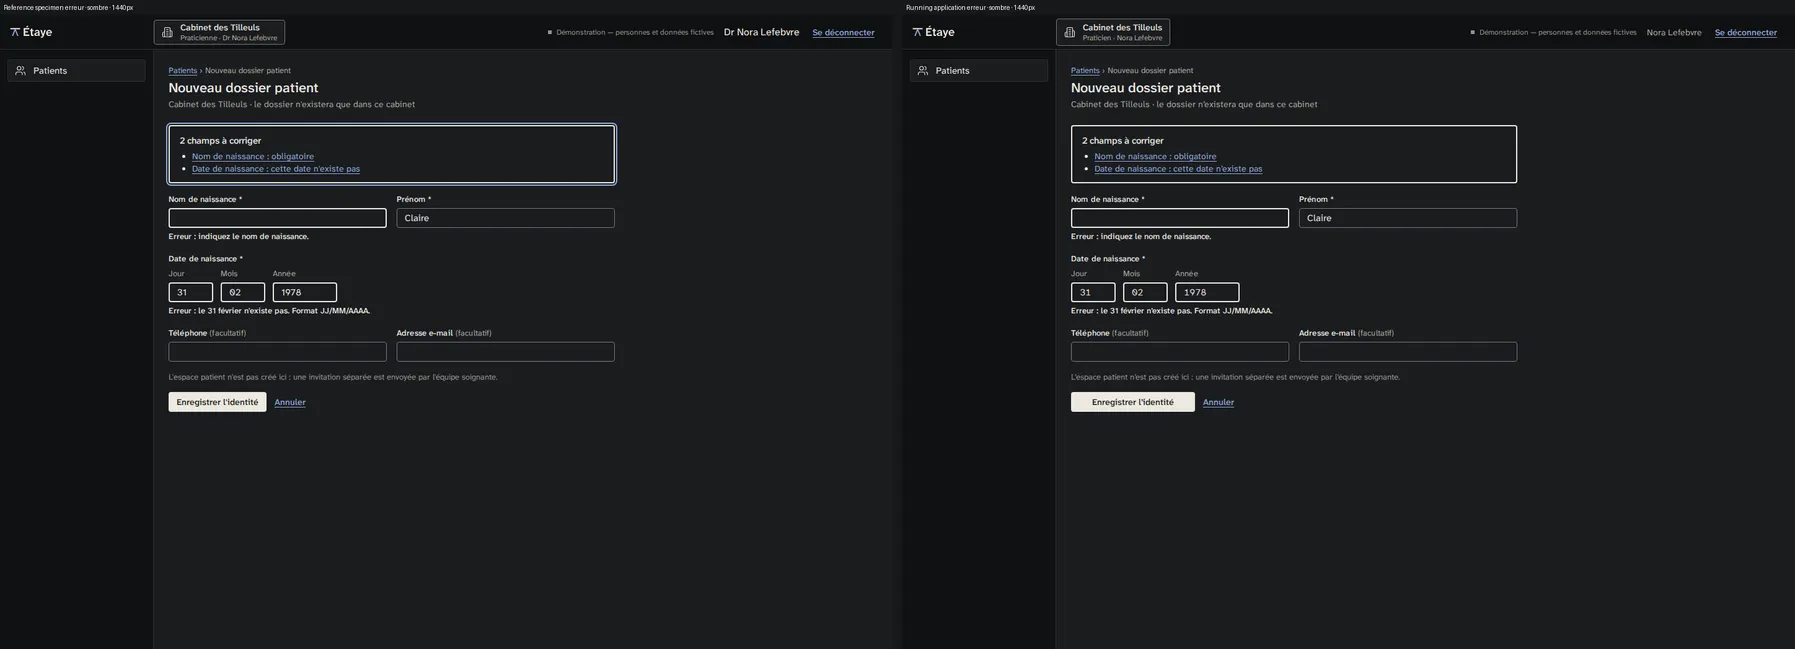 Reference specimen erreur · sombre · 1440px
Étaye
Cabinet des Tilleuls
Praticienne · Dr Nora Lefebvre
Démonstration — personnes et données fictives
Dr Nora Lefebvre
Se déconnecter
Patients
Patients › Nouveau dossier patient
Nouveau dossier patient
Cabinet des Tilleuls · le dossier n'existera que dans ce cabinet
2 champs à corriger
• Nom de naissance : obligatoire
• Date de naissance : cette date n'existe pas
Nom de naissance *
Prénom *
Claire
Erreur : indiquez le nom de naissance.
Date de naissance *
Jour
Mois
Année
31
02
1978
Erreur : le 31 février n'existe pas. Format JJ/MM/AAAA.
Téléphone (facultatif)
Adresse e-mail (facultatif)
L'espace patient n'est pas créé ici : une invitation séparée est envoyée par l'équipe soignante.
Enregistrer l'identité
Annuler
Running application erreur · sombre · 1440px
Étaye
Cabinet des Tilleuls
Praticien · Nora Lefebvre
Démonstration — personnes et données fictives
Nora Lefebvre
Se déconnecter
Patients
Patients › Nouveau dossier patient
Nouveau dossier patient
Cabinet des Tilleuls · le dossier n'existera que dans ce cabinet
2 champs à corriger
• Nom de naissance : obligatoire
• Date de naissance : cette date n'existe pas
Nom de naissance *
Prénom *
Claire
Erreur : indiquez le nom de naissance.
Date de naissance *
Jour
Mois
Année
31
02
1978
Erreur : le 31 février n'existe pas. Format JJ/MM/AAAA.
Téléphone (facultatif)
Adresse e-mail (facultatif)
L'espace patient n'est pas créé ici : une invitation séparée est envoyée par l'équipe soignante.
Enregistrer l'identité
Annuler